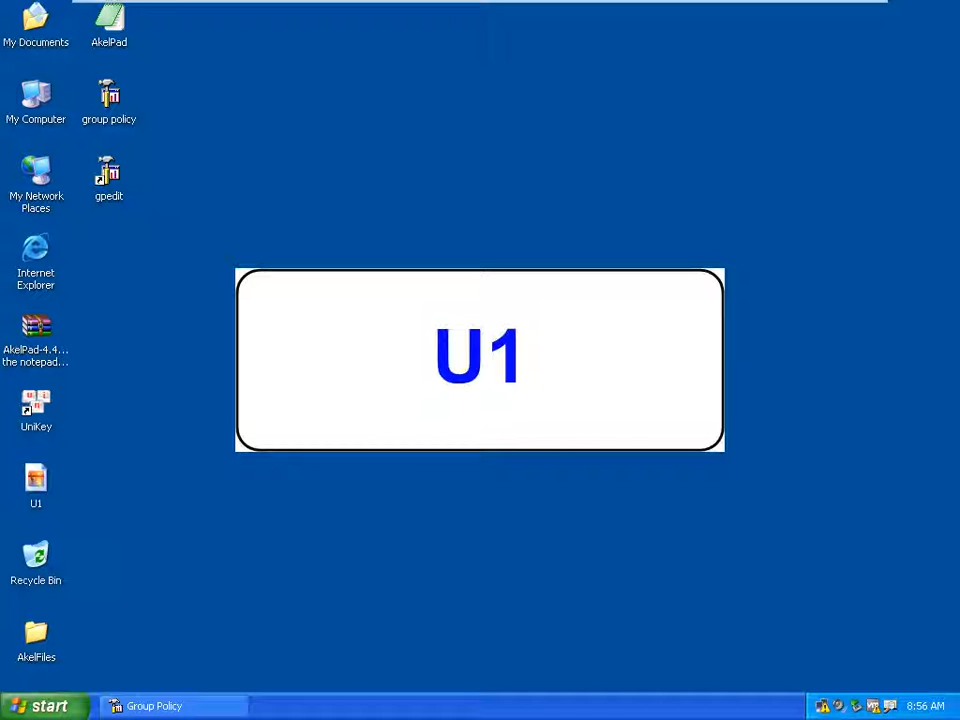 My Documents
AkelPad
My Computer
group policy
My Network
Places
gpedit
Internet
Explorer
AkelPad-4.4...
the notepad...
UniKey
U1
U1
Recycle Bin
AkelFiles
start
Group Policy
8:56 AM